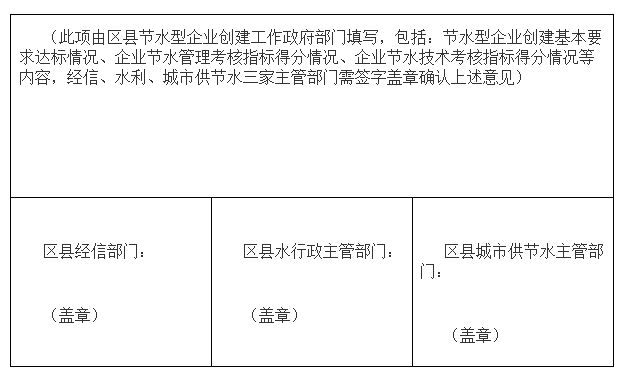 （此项由区县节水型企业创建工作政府部门填写，包括：节水型企业创建基本要
求达标情况、企业节水管理考核指标得分情况、企业节水技术考核指标得分情况等
内容，经信、水利、城市供节水三家主管部门需签字盖章确认上述意见）
区县经信部门：
（盖章）
区县水行政主管部门：
（盖章）
区县城市供节水主管部
门：
（盖章）